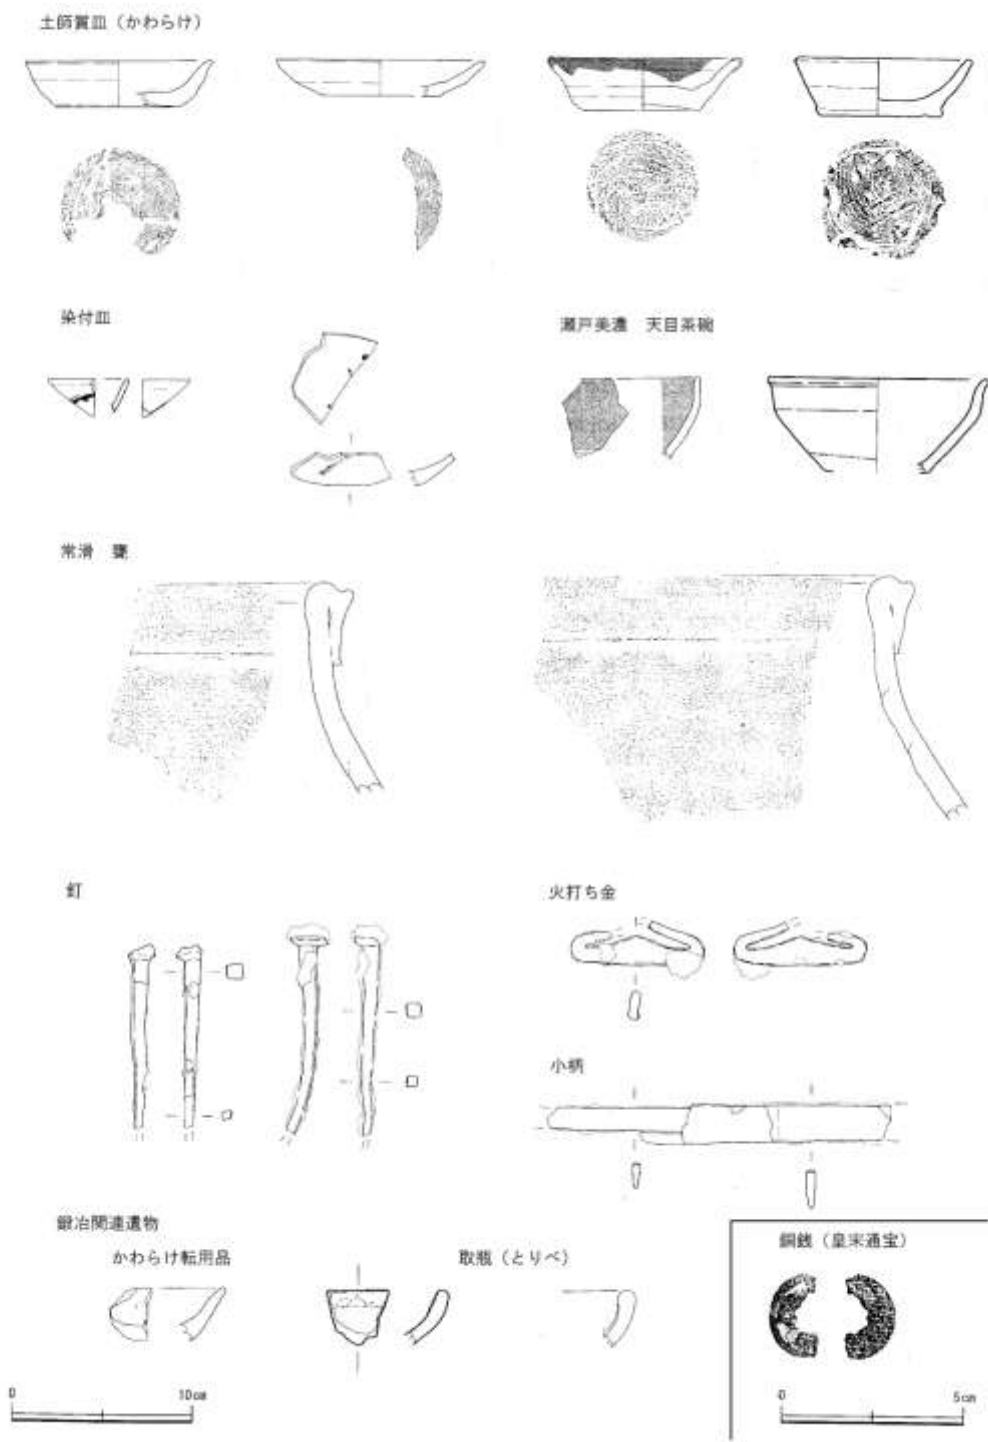 土師質皿（かわらけ）
染付皿
瀬戸美濃　天目茶碗
常滑　甕
釘
火打ち金
小柄
鍛冶関連遺物
かわらけ転用品
取瓶（とりべ）
銅銭（皇宋通宝）
0 10cm
0 5cm